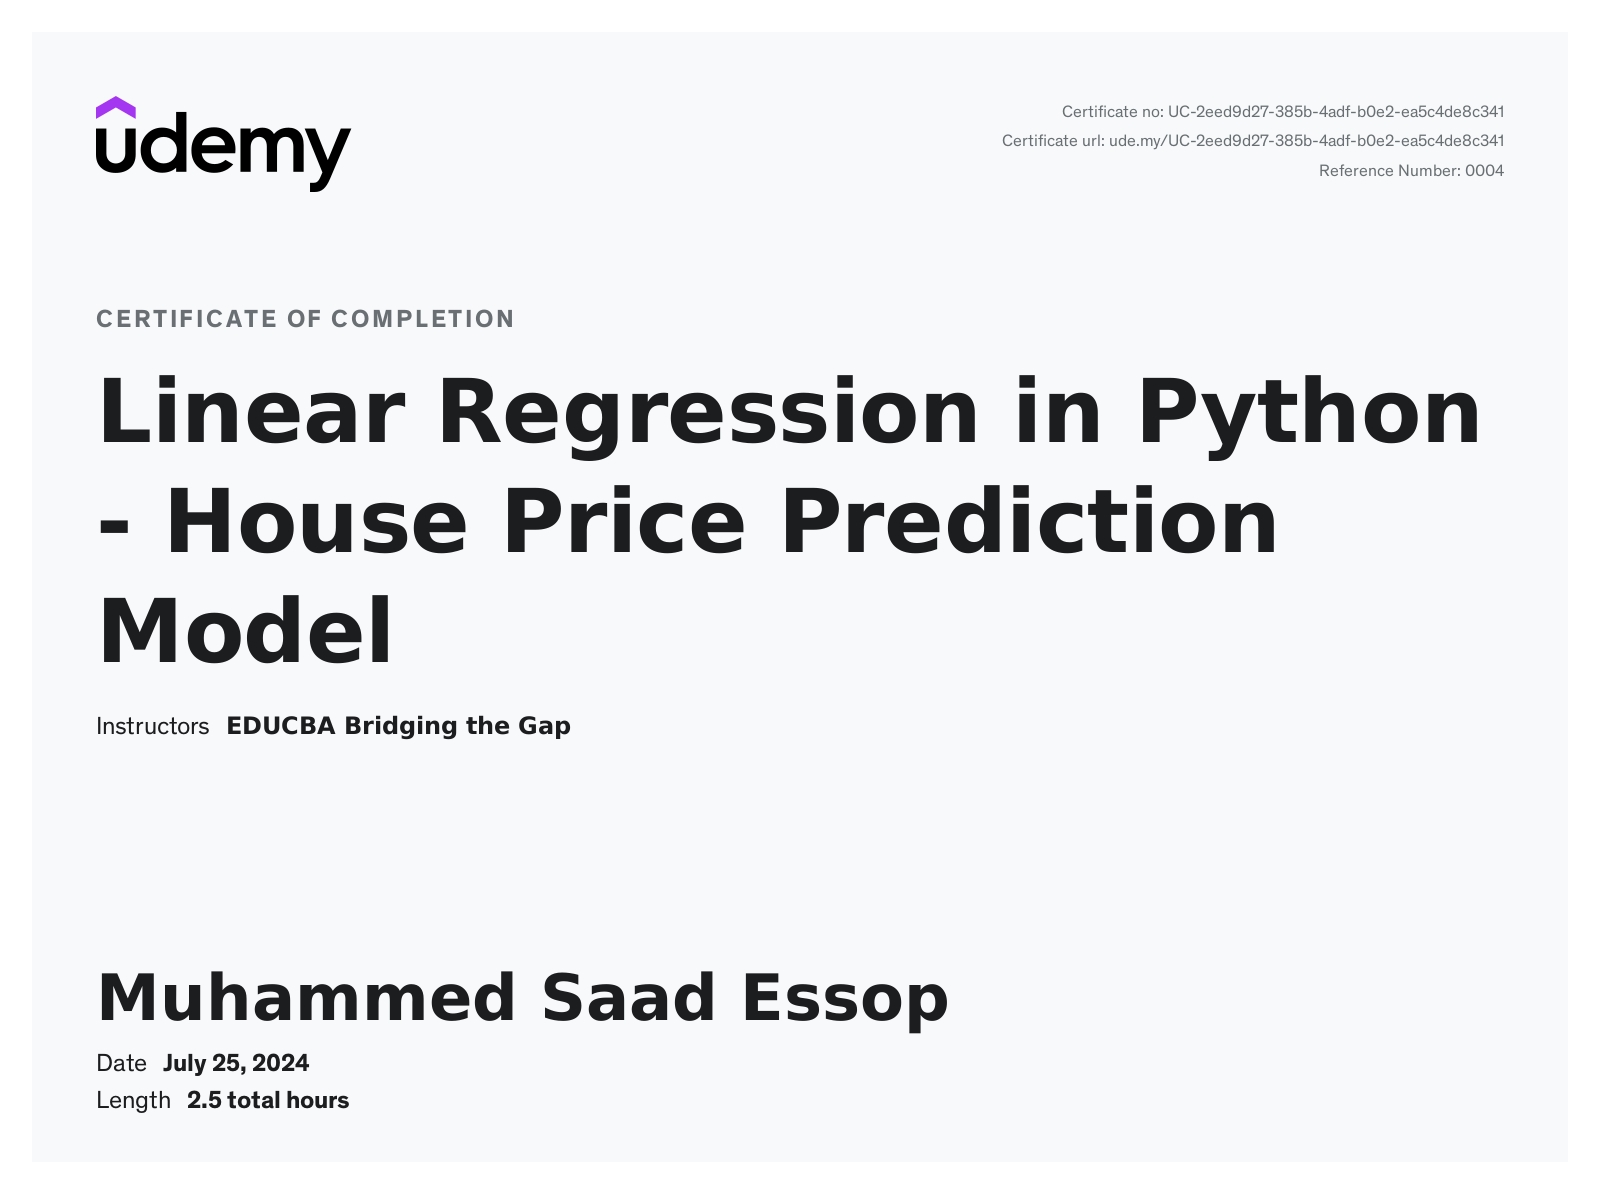 udemy
Certificate no: UC-2eed9d27-385b-4adf-b0e2-ea5c4de8c341
Certificate url: ude.my/UC-2eed9d27-385b-4adf-b0e2-ea5c4de8c341
Reference Number: 0004
CERTIFICATE OF COMPLETION
Linear Regression in Python
- House Price Prediction
Model
Instructors EDUCBA Bridging the Gap
Muhammed Saad Essop
Date July 25, 2024
Length 2.5 total hours